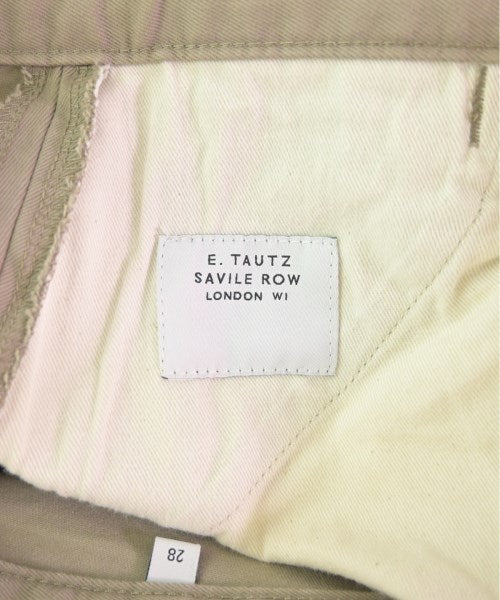 E. TAUTZ
SAVILE ROW
LONDON W1
28